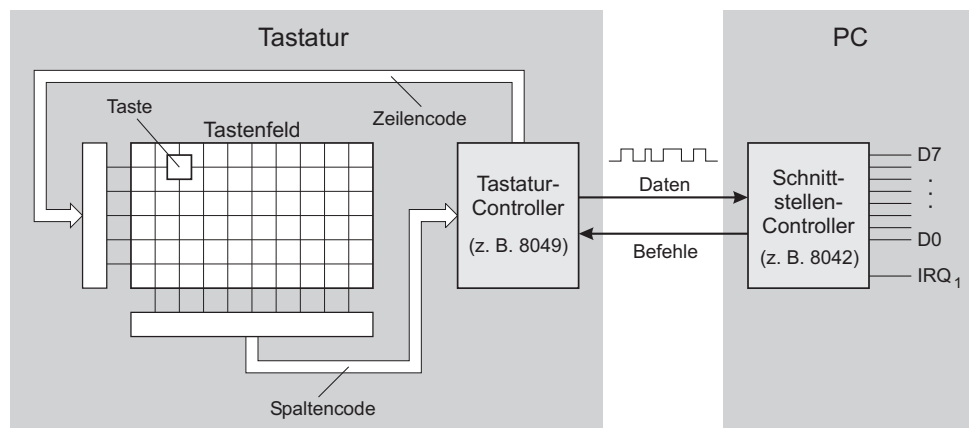 Tastatur
PC
Zeilencode
Taste
Tastenfeld
Tastatur-
Controller
(z. B. 8049)
Daten
Befehle
Schnitt-
stellen-
Controller
(z. B. 8042)
D7
D0
IRQ1
Spaltencode